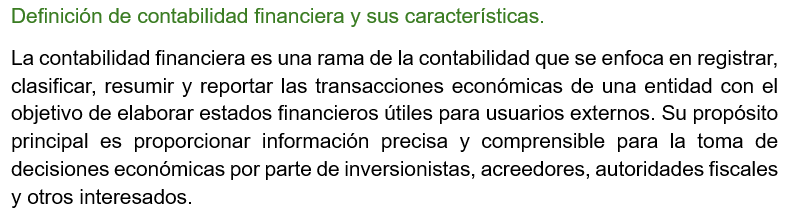 Definición de contabilidad financiera y sus características.
La contabilidad financiera es una rama de la contabilidad que se enfoca en registrar,
clasificar, resumir y reportar las transacciones económicas de una entidad con el
objetivo de elaborar estados financieros útiles para usuarios externos. Su propósito
principal es proporcionar información precisa y comprensible para la toma de
decisiones económicas por parte de inversionistas, acreedores, autoridades fiscales
y otros interesados.